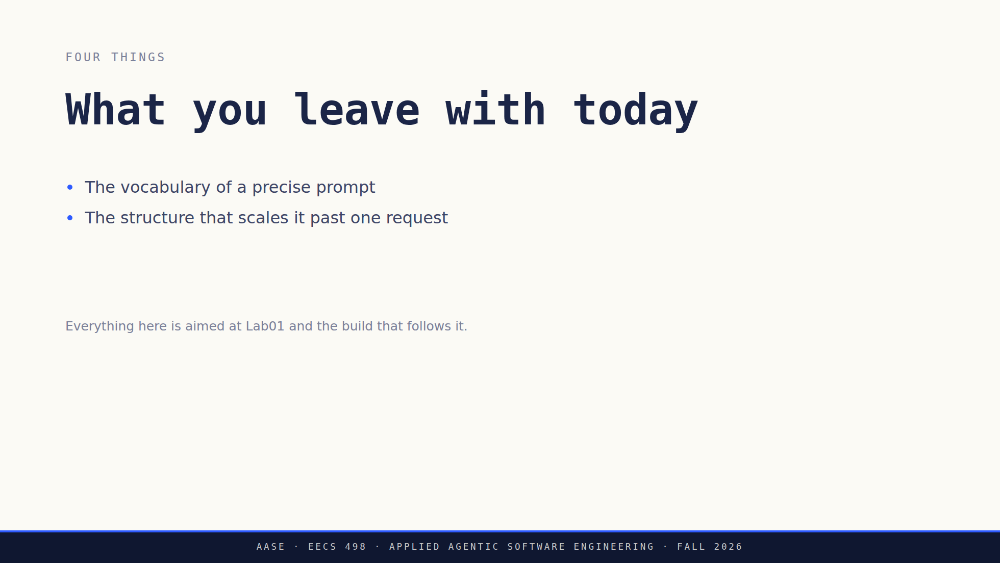 FOUR THINGS
What you leave with today
• The vocabulary of a precise prompt
• The structure that scales it past one request
Everything here is aimed at Lab01 and the build that follows it.
AASE · EECS 498 · APPLIED AGENTIC SOFTWARE ENGINEERING · FALL 2026